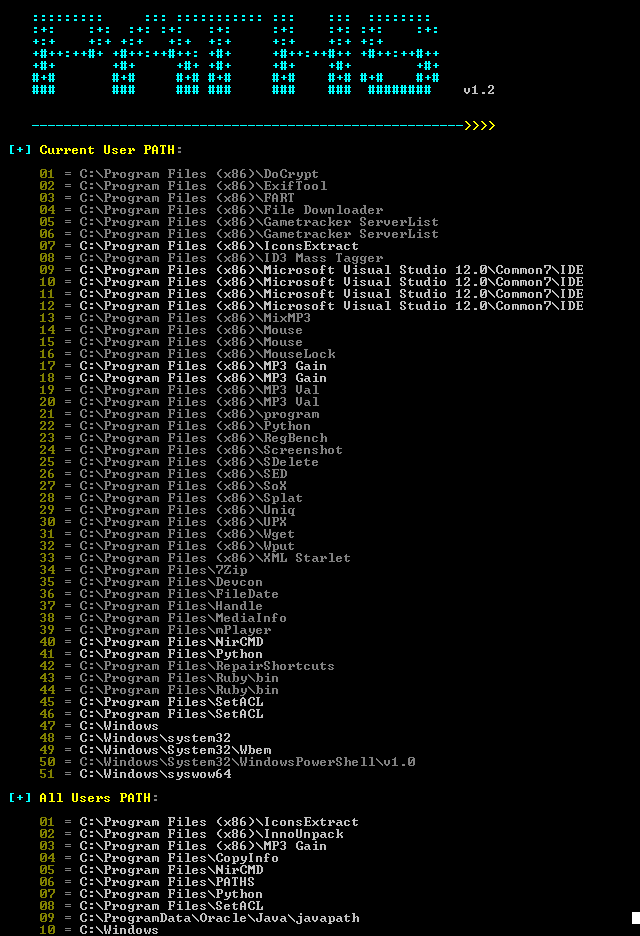 PATHS
v1.2
------------------------------------------------------>>>>
[+] Current User PATH:
01 = C:\Program Files (x86)\DoCrypt
02 = C:\Program Files (x86)\ExifTool
03 = C:\Program Files (x86)\FART
04 = C:\Program Files (x86)\File Downloader
05 = C:\Program Files (x86)\Gametracker ServerList
06 = C:\Program Files (x86)\Gametracker ServerList
07 = C:\Program Files (x86)\IconsExtract
08 = C:\Program Files (x86)\ID3 Mass Tagger
09 = C:\Program Files (x86)\Microsoft Visual Studio 12.0\Common7\IDE
10 = C:\Program Files (x86)\Microsoft Visual Studio 12.0\Common7\IDE
11 = C:\Program Files (x86)\Microsoft Visual Studio 12.0\Common7\IDE
12 = C:\Program Files (x86)\Microsoft Visual Studio 12.0\Common7\IDE
13 = C:\Program Files (x86)\MixMP3
14 = C:\Program Files (x86)\Mouse
15 = C:\Program Files (x86)\Mouse
16 = C:\Program Files (x86)\MouseLock
17 = C:\Program Files (x86)\MP3 Gain
18 = C:\Program Files (x86)\MP3 Gain
19 = C:\Program Files (x86)\MP3 Val
20 = C:\Program Files (x86)\MP3 Val
21 = C:\Program Files (x86)\program
22 = C:\Program Files (x86)\Python
23 = C:\Program Files (x86)\RegBench
24 = C:\Program Files (x86)\Screenshot
25 = C:\Program Files (x86)\SDelete
26 = C:\Program Files (x86)\SED
27 = C:\Program Files (x86)\SoX
28 = C:\Program Files (x86)\Splat
29 = C:\Program Files (x86)\Uniq
30 = C:\Program Files (x86)\UPX
31 = C:\Program Files (x86)\Wget
32 = C:\Program Files (x86)\Wput
33 = C:\Program Files (x86)\XML Starlet
34 = C:\Program Files\7Zip
35 = C:\Program Files\Devcon
36 = C:\Program Files\FileDate
37 = C:\Program Files\Handle
38 = C:\Program Files\MediaInfo
39 = C:\Program Files\mPlayer
40 = C:\Program Files\NirCMD
41 = C:\Program Files\Python
42 = C:\Program Files\RepairShortcuts
43 = C:\Program Files\Ruby\bin
44 = C:\Program Files\Ruby\bin
45 = C:\Program Files\SetACL
46 = C:\Program Files\SetACL
47 = C:\Windows
48 = C:\Windows\system32
49 = C:\Windows\System32\Wbem
50 = C:\Windows\System32\WindowsPowerShell\v1.0
51 = C:\Windows\syswow64
[+] All Users PATH:
01 = C:\Program Files (x86)\IconsExtract
02 = C:\Program Files (x86)\InnoUnpack
03 = C:\Program Files (x86)\MP3 Gain
04 = C:\Program Files\CopyInfo
05 = C:\Program Files\NirCMD
06 = C:\Program Files\PATHS
07 = C:\Program Files\Python
08 = C:\Program Files\SetACL
09 = C:\ProgramData\Oracle\Java\javapath
10 = C:\Windows